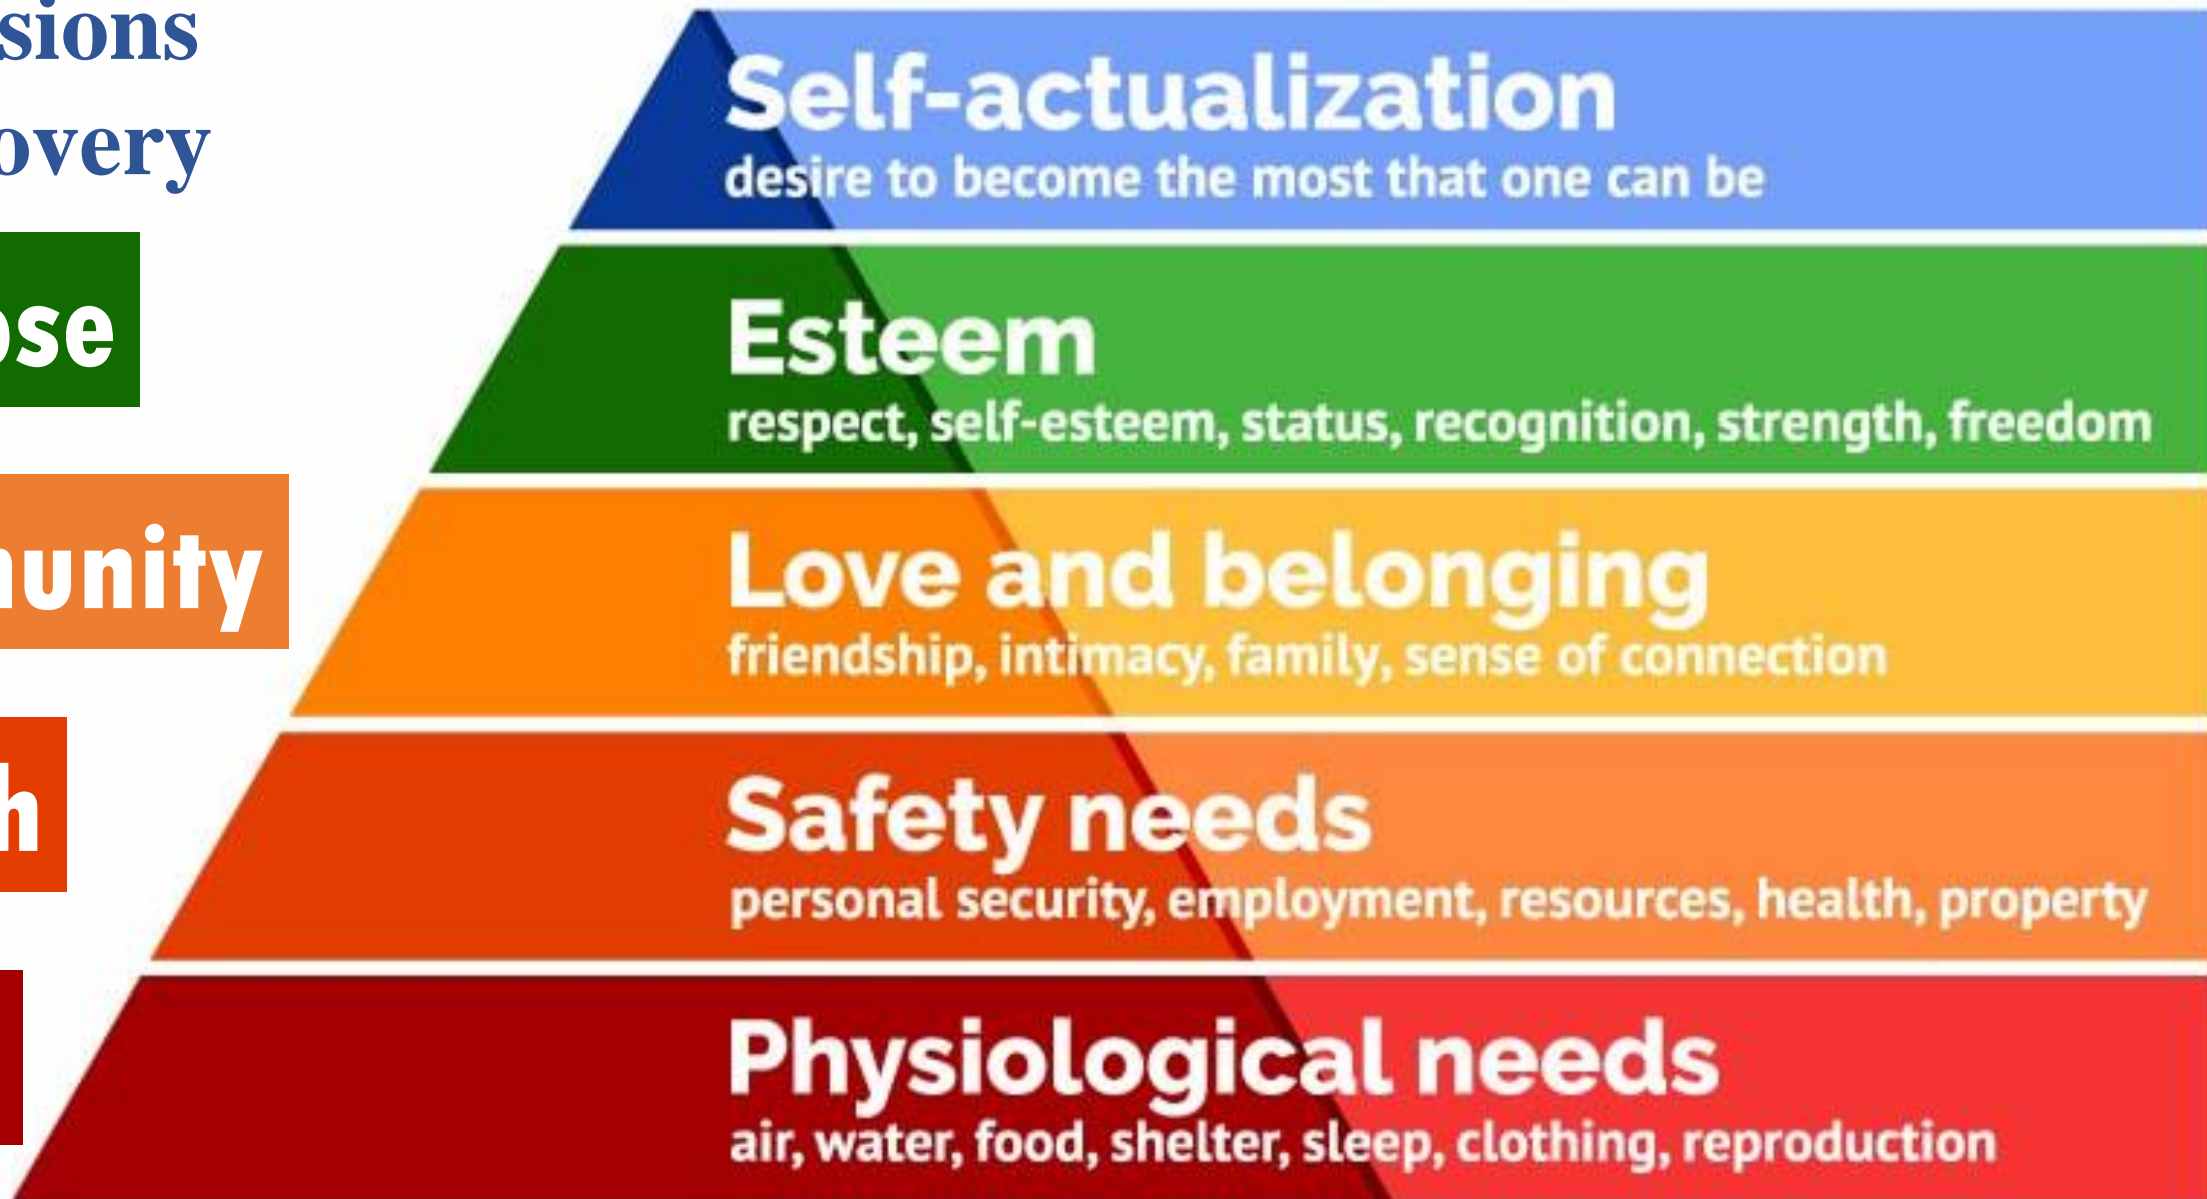 sions
overy
Self-actualization
desire to become the most that one can be
ose
Esteem
respect, self-esteem, status, recognition, strength, freedom
unity
Love and belonging
friendship, intimacy, family, sense of connection
h
Safety needs
personal security, employment, resources, health, property
Physiological needs
air, water, food, shelter, sleep, clothing, reproduction